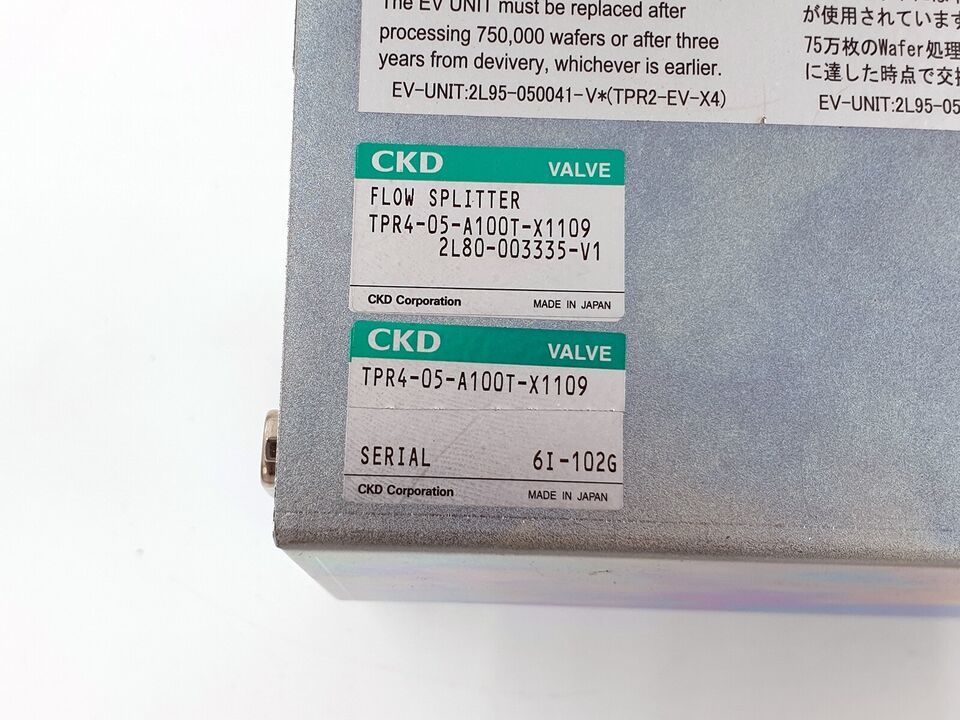 The EV UNIT must be replaced after
processing 750,000 wafers or after three
years from devivery, whichever is earlier.
EV-UNIT:2L95-050041-V*(TPR2-EV-X4)
が使用されています
75万枚のWafer処理
に達した時点で交換
EV-UNIT:2L95-05
CKD VALVE
FLOW SPLITTER
TPR4-05-A100T-X1109
2L80-003335-V1
CKD Corporation MADE IN JAPAN
CKD VALVE
TPR4-05-A100T-X1109
SERIAL 6I-102G
CKD Corporation MADE IN JAPAN